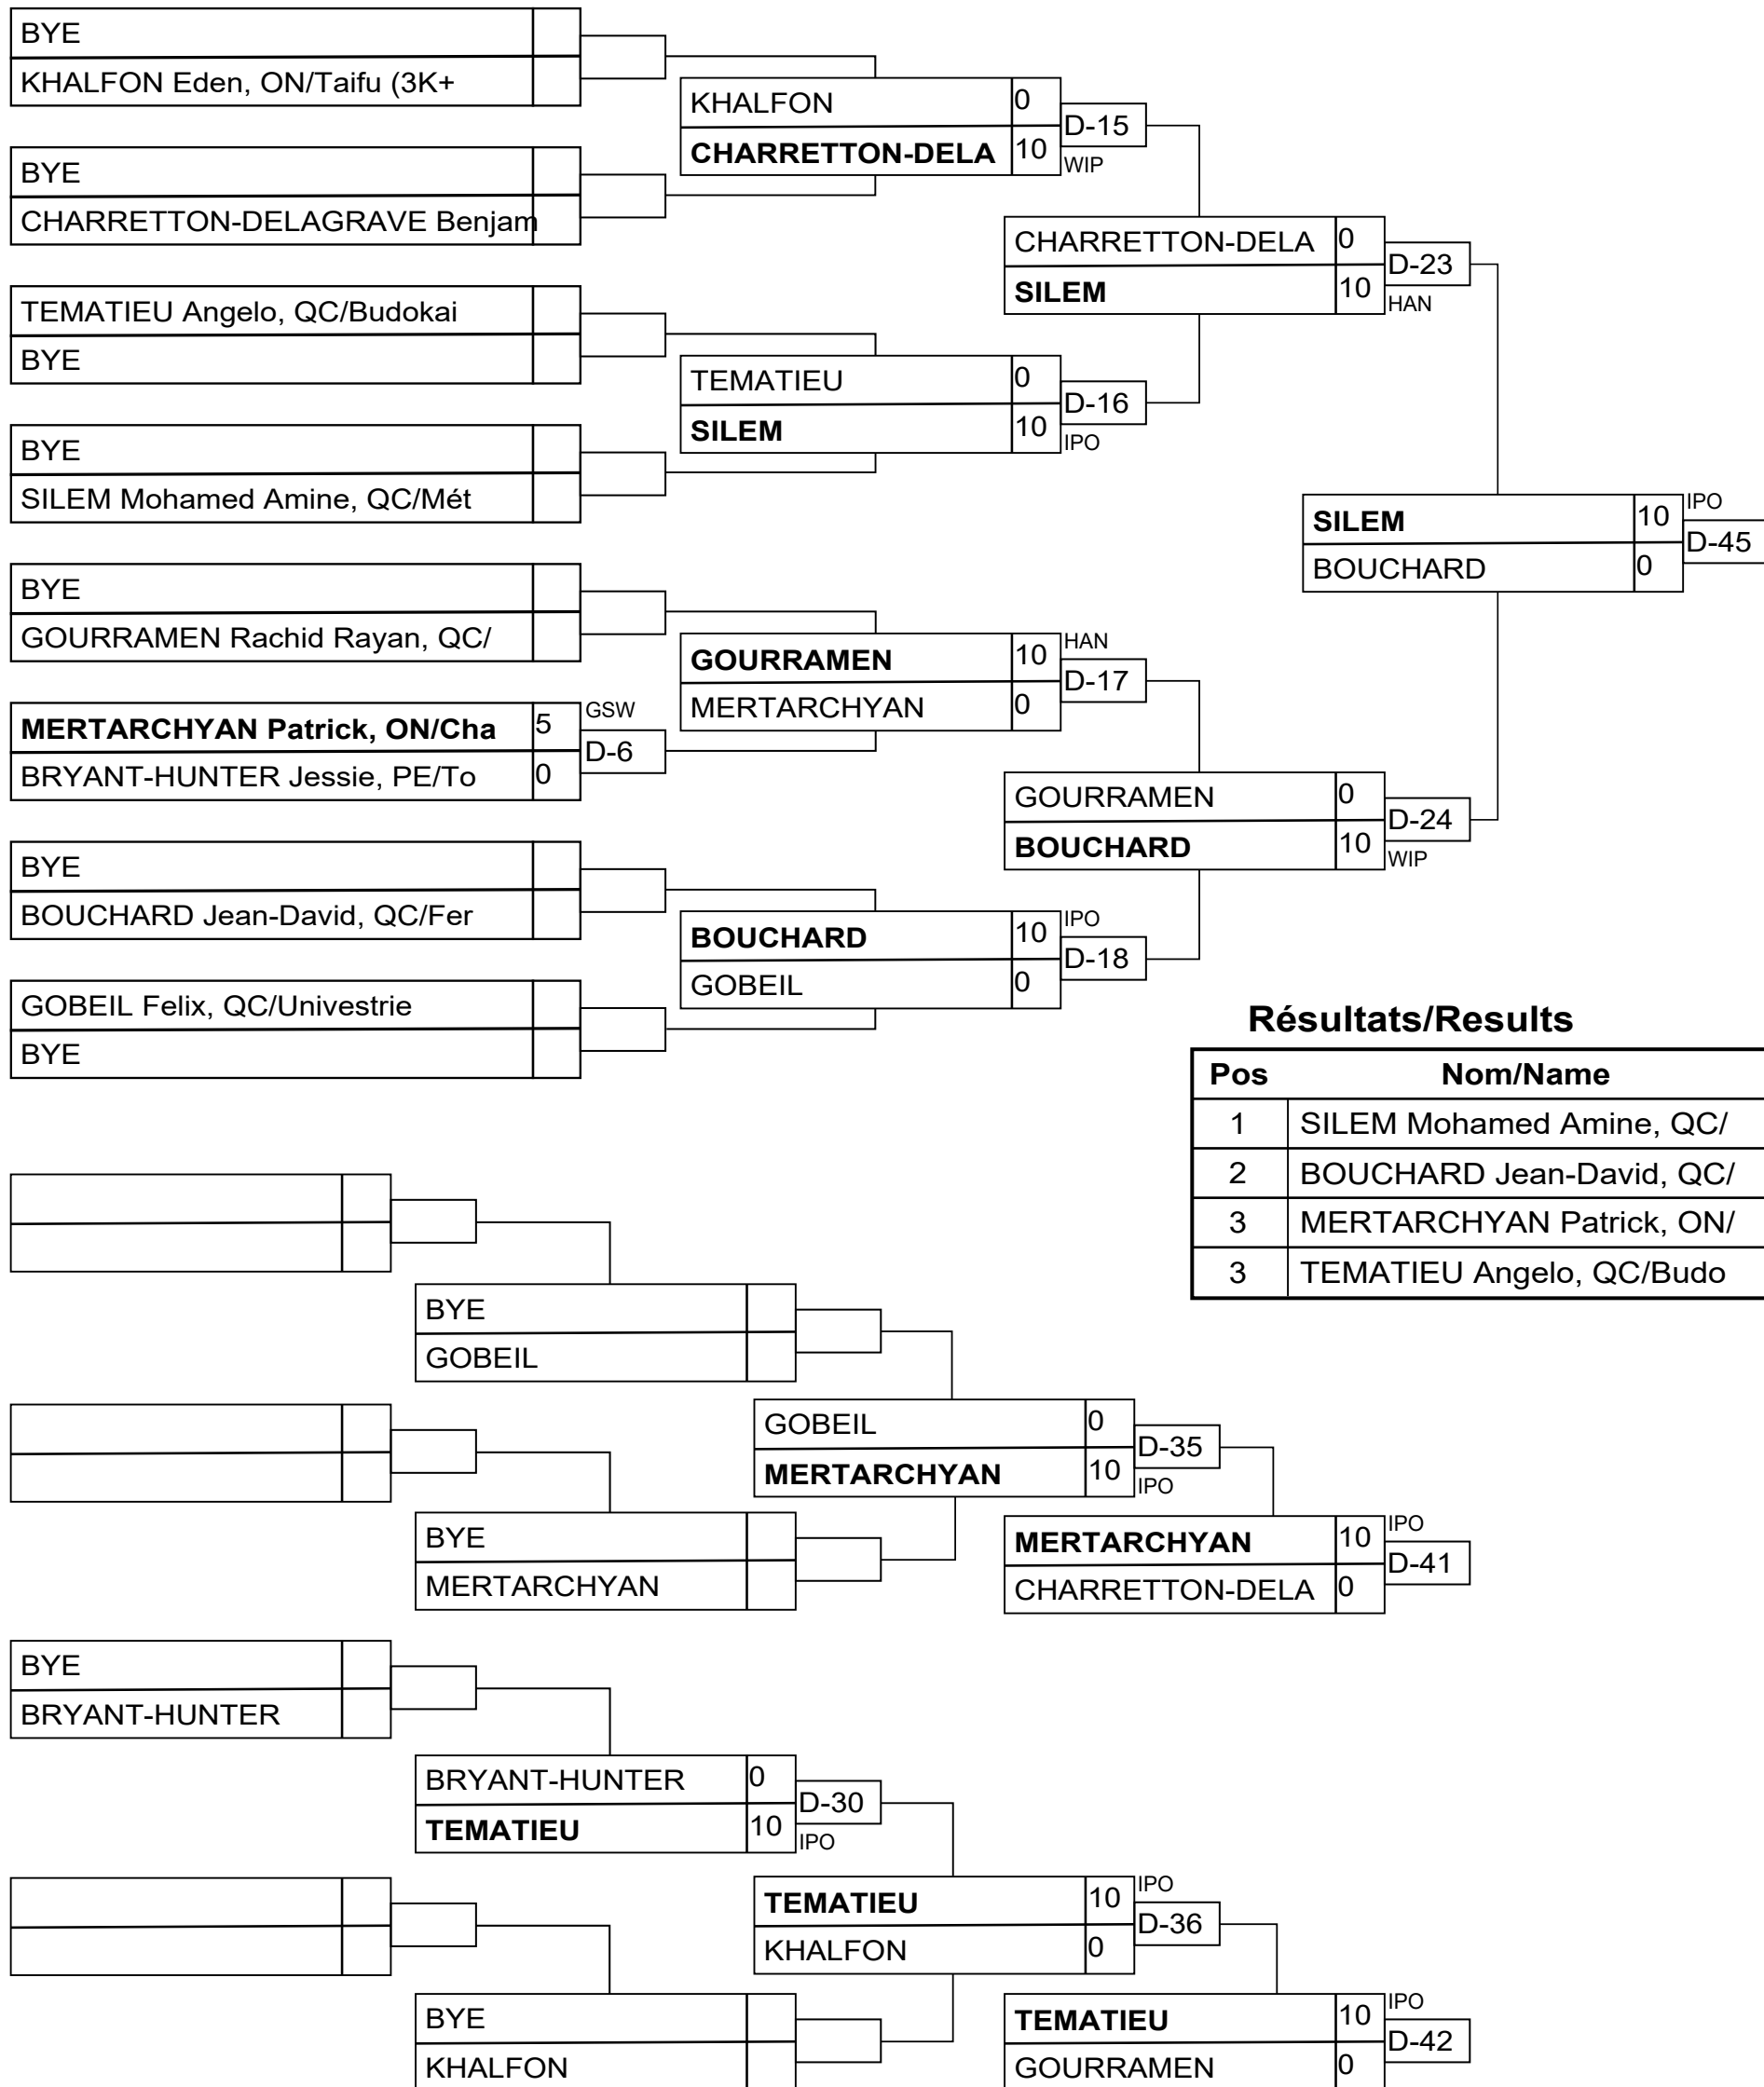 BYE
KHALFON Eden, ON/Taifu (3K+
BYE
CHARRETTON-DELAGRAVE Benjam
TEMATIEU Angelo, QC/Budokai
BYE
BYE
SILEM Mohamed Amine, QC/Mét
BYE
GOURRAMEN Rachid Rayan, QC/
MERTARCHYAN Patrick, ON/Cha 5 GSW
D-6
BRYANT-HUNTER Jessie, PE/To 0
BYE
BOUCHARD Jean-David, QC/Fer
GOBEIL Felix, QC/Univestrie
BYE
KHALFON 0
D-15
CHARRETTON-DELA 10 WIP
TEMATIEU 0
D-16
SILEM 10 IPO
GOURRAMEN 10 HAN
D-17
MERTARCHYAN 0
BOUCHARD 10 IPO
D-18
GOBEIL 0
CHARRETTON-DELA 0
D-23
SILEM 10 HAN
GOURRAMEN 0
D-24
BOUCHARD 10 WIP
SILEM 10 IPO
D-45
BOUCHARD 0
Résultats/Results
Pos Nom/Name
1 SILEM Mohamed Amine, QC/
2 BOUCHARD Jean-David, QC/
3 MERTARCHYAN Patrick, ON/
3 TEMATIEU Angelo, QC/Budo
BYE
GOBEIL
BYE
MERTARCHYAN
GOBEIL 0
D-35
MERTARCHYAN 10 IPO
MERTARCHYAN 10 IPO
D-41
CHARRETTON-DELA 0
BYE
BRYANT-HUNTER
BRYANT-HUNTER 0
D-30
TEMATIEU 10 IPO
BYE
KHALFON
TEMATIEU 10 IPO
D-36
KHALFON 0
TEMATIEU 10 IPO
D-42
GOURRAMEN 0